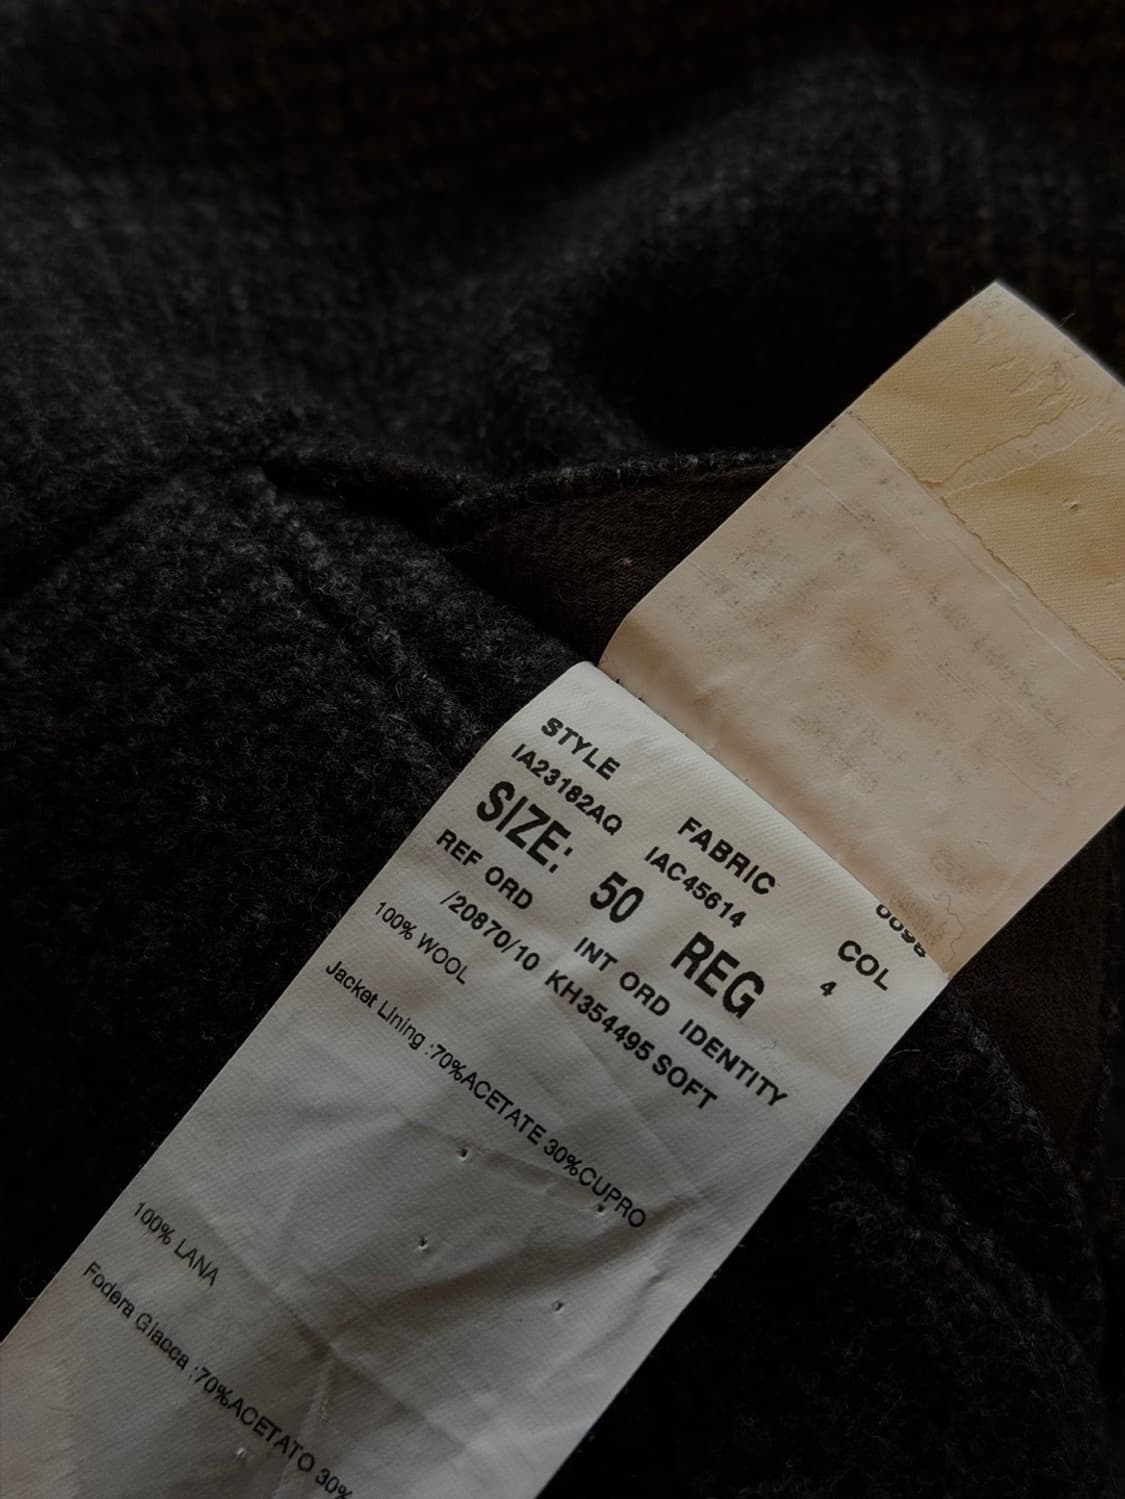 0098
STYLE FABRIC COL
IA23182AQ IAC45614 4
SIZE: 50 REG
REF ORD INT ORD IDENTITY
/20870/10 KH354495 SOFT
100% WOOL
Jacket Lining :70%ACETATE 30%CUPRO
100% LANA
Fodera Giacca :70%ACETATO 30%